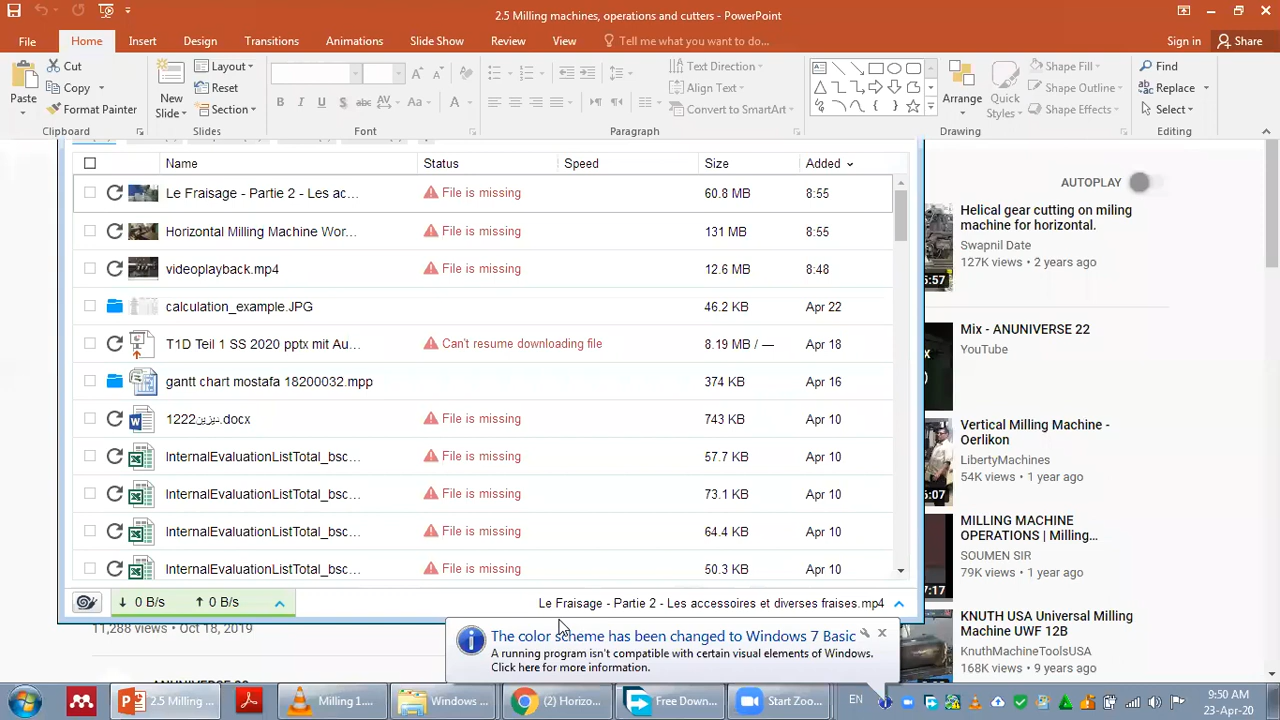 2.5 Milling machines, operations and cutters - PowerPoint
File Home Insert Design Transitions Animations Slide Show Review View Tell me what you want to do... Sign in Share
Paste Cut Copy Format Painter Clipboard
New Slide Layout Reset Section Slides
Font
Text Direction Align Text Convert to SmartArt Paragraph
Arrange Quick Styles Shape Fill Shape Outline Shape Effects Drawing
Find Replace Select Editing
Name Status Speed Size Added
Le Fraisage - Partie 2 - Les ac... File is missing 60.8 MB 8:55
Horizontal Milling Machine Wor... File is missing 131 MB 8:55
videoplayback.mp4 File is missing 12.6 MB 8:48
calculation_example.JPG 46.2 KB Apr 22
T1D Teil 1 SS 2020 pptx mit Au... Can't resume downloading file 8.19 MB / — Apr 18
gantt chart mostafa 18200032.mpp 374 KB Apr 16
File is missing 743 KB Apr 10
InternalEvaluationListTotal_bsc... File is missing 57.7 KB Apr 10
InternalEvaluationListTotal_bsc... File is missing 73.1 KB Apr 10
InternalEvaluationListTotal_bsc... File is missing 64.4 KB Apr 10
InternalEvaluationListTotal_bsc... File is missing 50.3 KB Apr 10
0 B/s 0 B/s Le Fraisage - Partie 2 - Les accessoires et diverses fraises.mp4
AUTOPLAY
Helical gear cutting on miling
machine for horizontal.
Swapnil Date
127K views • 2 years ago
5:57
Mix - ANUNIVERSE 22
YouTube
Vertical Milling Machine -
Oerlikon
LibertyMachines
54K views • 1 year ago
6:07
MILLING MACHINE
OPERATIONS | Milling...
SOUMEN SIR
79K views • 1 year ago
7:17
KNUTH USA Universal Milling
Machine UWF 12B
KnuthMachineToolsUSA
168K views • 9 years ago
11,288 views • Oct 18, 2019
ANUNIVERSE 22
The color scheme has been changed to Windows 7 Basic
A running program isn't compatible with certain visual elements of Windows.
Click here for more information.
2.5 Milling ... Milling 1.... Windows ... (2) Horizo... Free Down... Start Zoo... EN
9:50 AM
23-Apr-20